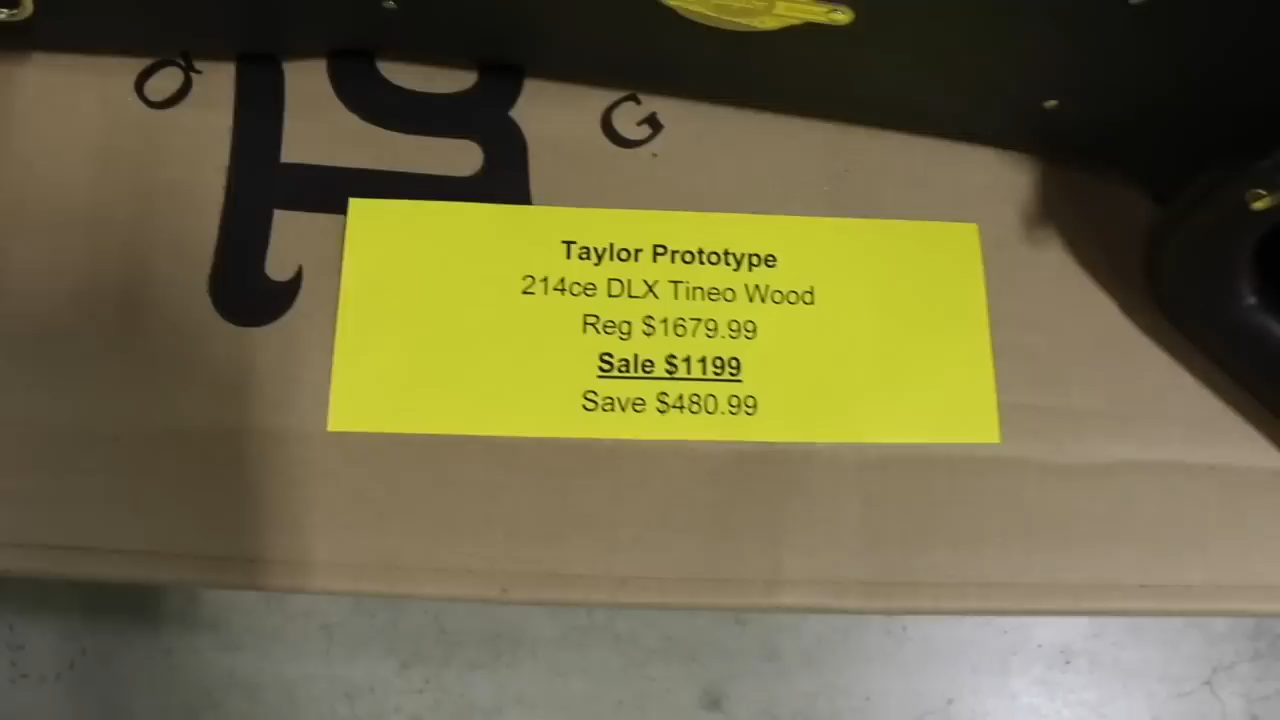 G
Taylor Prototype
214ce DLX Tineo Wood
Reg $1679.99
Sale $1199
Save $480.99